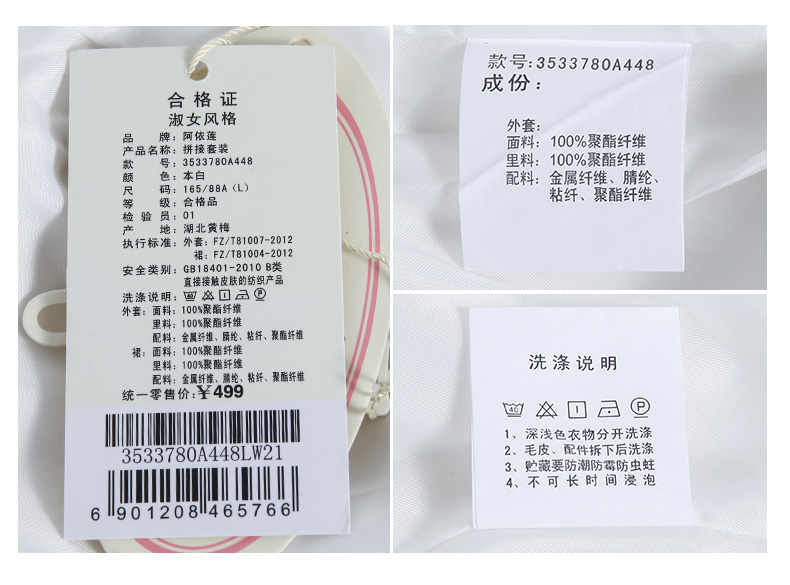 合格证
淑女风格
品牌:阿依莲
产品名称:拼接套装
款号:3533780A448
颜色:本白
尺码:165/88A(L)
等级:合格品
检验员:01
产地:湖北黄梅
执行标准:外套:FZ/T81007-2012
裙:FZ/T81004-2012
安全类别:GB18401-2010 B类
直接接触皮肤的纺织产品
洗涤说明:
外套:面料:100%聚酯纤维
里料:100%聚酯纤维
配料:金属纤维、腈纶、粘纤、聚酯纤维
裙:面料:100%聚酯纤维
里料:100%聚酯纤维
配料:金属纤维、腈纶、粘纤、聚酯纤维
统一零售价:¥499
3533780A448LW21
6 901208 465766
款号:3533780A448
成份:
外套:
面料:100%聚酯纤维
里料:100%聚酯纤维
配料:金属纤维、腈纶、
粘纤、聚酯纤维
洗涤说明
40 P
1、深浅色衣物分开洗涤
2、毛皮、配件拆下后洗涤
3、贮藏要防潮防霉防虫蛀
4、不可长时间浸泡